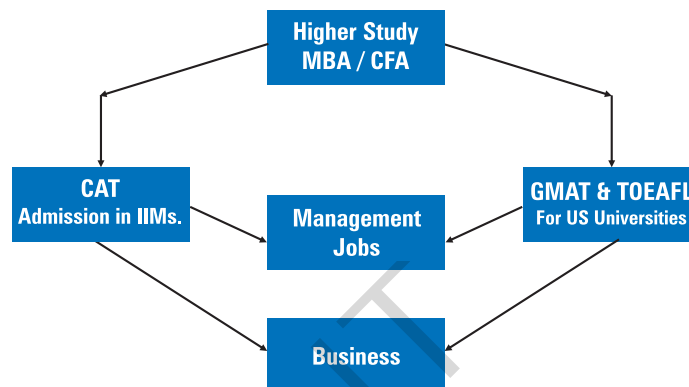 Higher Study
MBA / CFA
CAT
Admission in IIMs.
GMAT & TOEAFL
For US Universities
Management
Jobs
Business